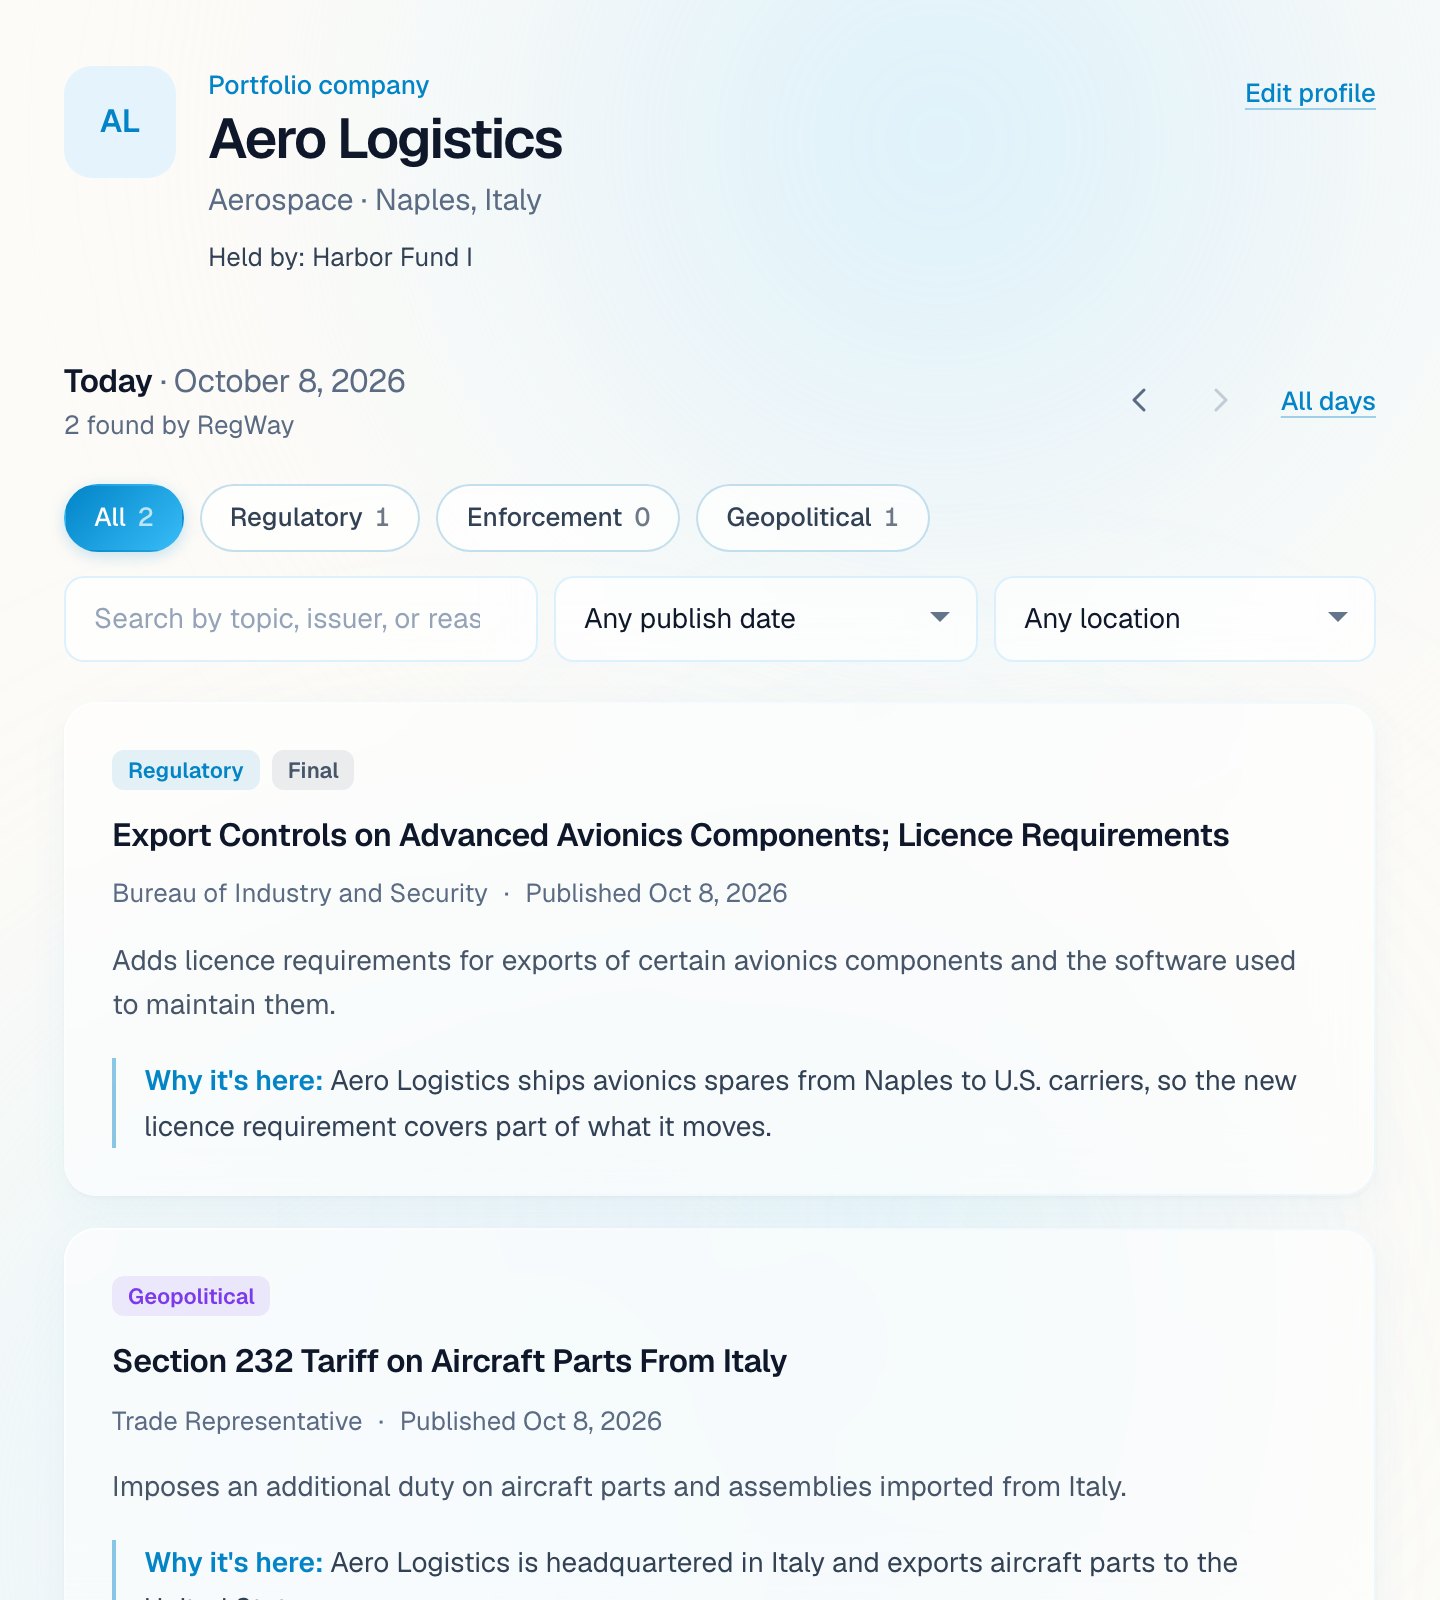 AL
Portfolio company
Aero Logistics
Aerospace · Naples, Italy
Held by: Harbor Fund I
Edit profile
Today · October 8, 2026
2 found by RegWay
All days
All 2
Regulatory 1
Enforcement 0
Geopolitical 1
Search by topic, issuer, or reas
Any publish date
Any location
Regulatory
Final
Export Controls on Advanced Avionics Components; Licence Requirements
Bureau of Industry and Security · Published Oct 8, 2026
Adds licence requirements for exports of certain avionics components and the software used
to maintain them.
Why it's here: Aero Logistics ships avionics spares from Naples to U.S. carriers, so the new
licence requirement covers part of what it moves.
Geopolitical
Section 232 Tariff on Aircraft Parts From Italy
Trade Representative · Published Oct 8, 2026
Imposes an additional duty on aircraft parts and assemblies imported from Italy.
Why it's here: Aero Logistics is headquartered in Italy and exports aircraft parts to the